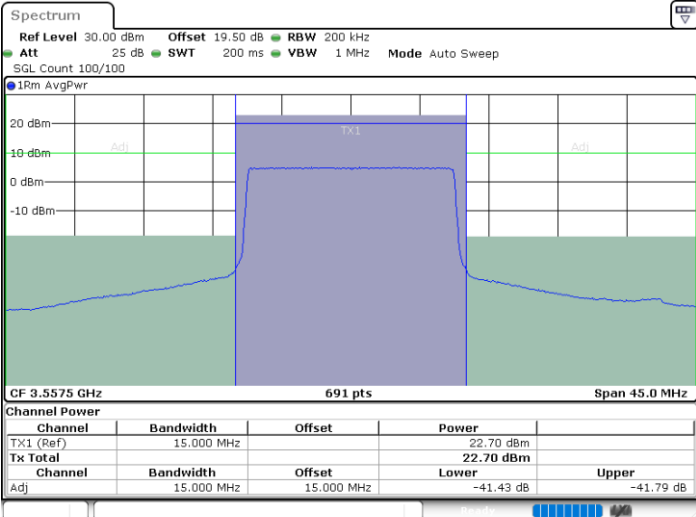 Spectrum
Ref Level 30.00 dBm Offset 19.50 dB RBW 200 kHz
Att 25 dB SWT 200 ms VBW 1 MHz Mode Auto Sweep
SGL Count 100/100
1Rm AvgPwr
20 dBm
TX1
Adj Adj
10 dBm
0 dBm
-10 dBm
CF 3.5575 GHz 691 pts Span 45.0 MHz
Channel Power
Channel Bandwidth Offset Power
TX1 (Ref) 15.000 MHz 22.70 dBm
Tx Total 22.70 dBm
Channel Bandwidth Offset Lower Upper
Adj 15.000 MHz 15.000 MHz -41.43 dB -41.79 dB
Ready